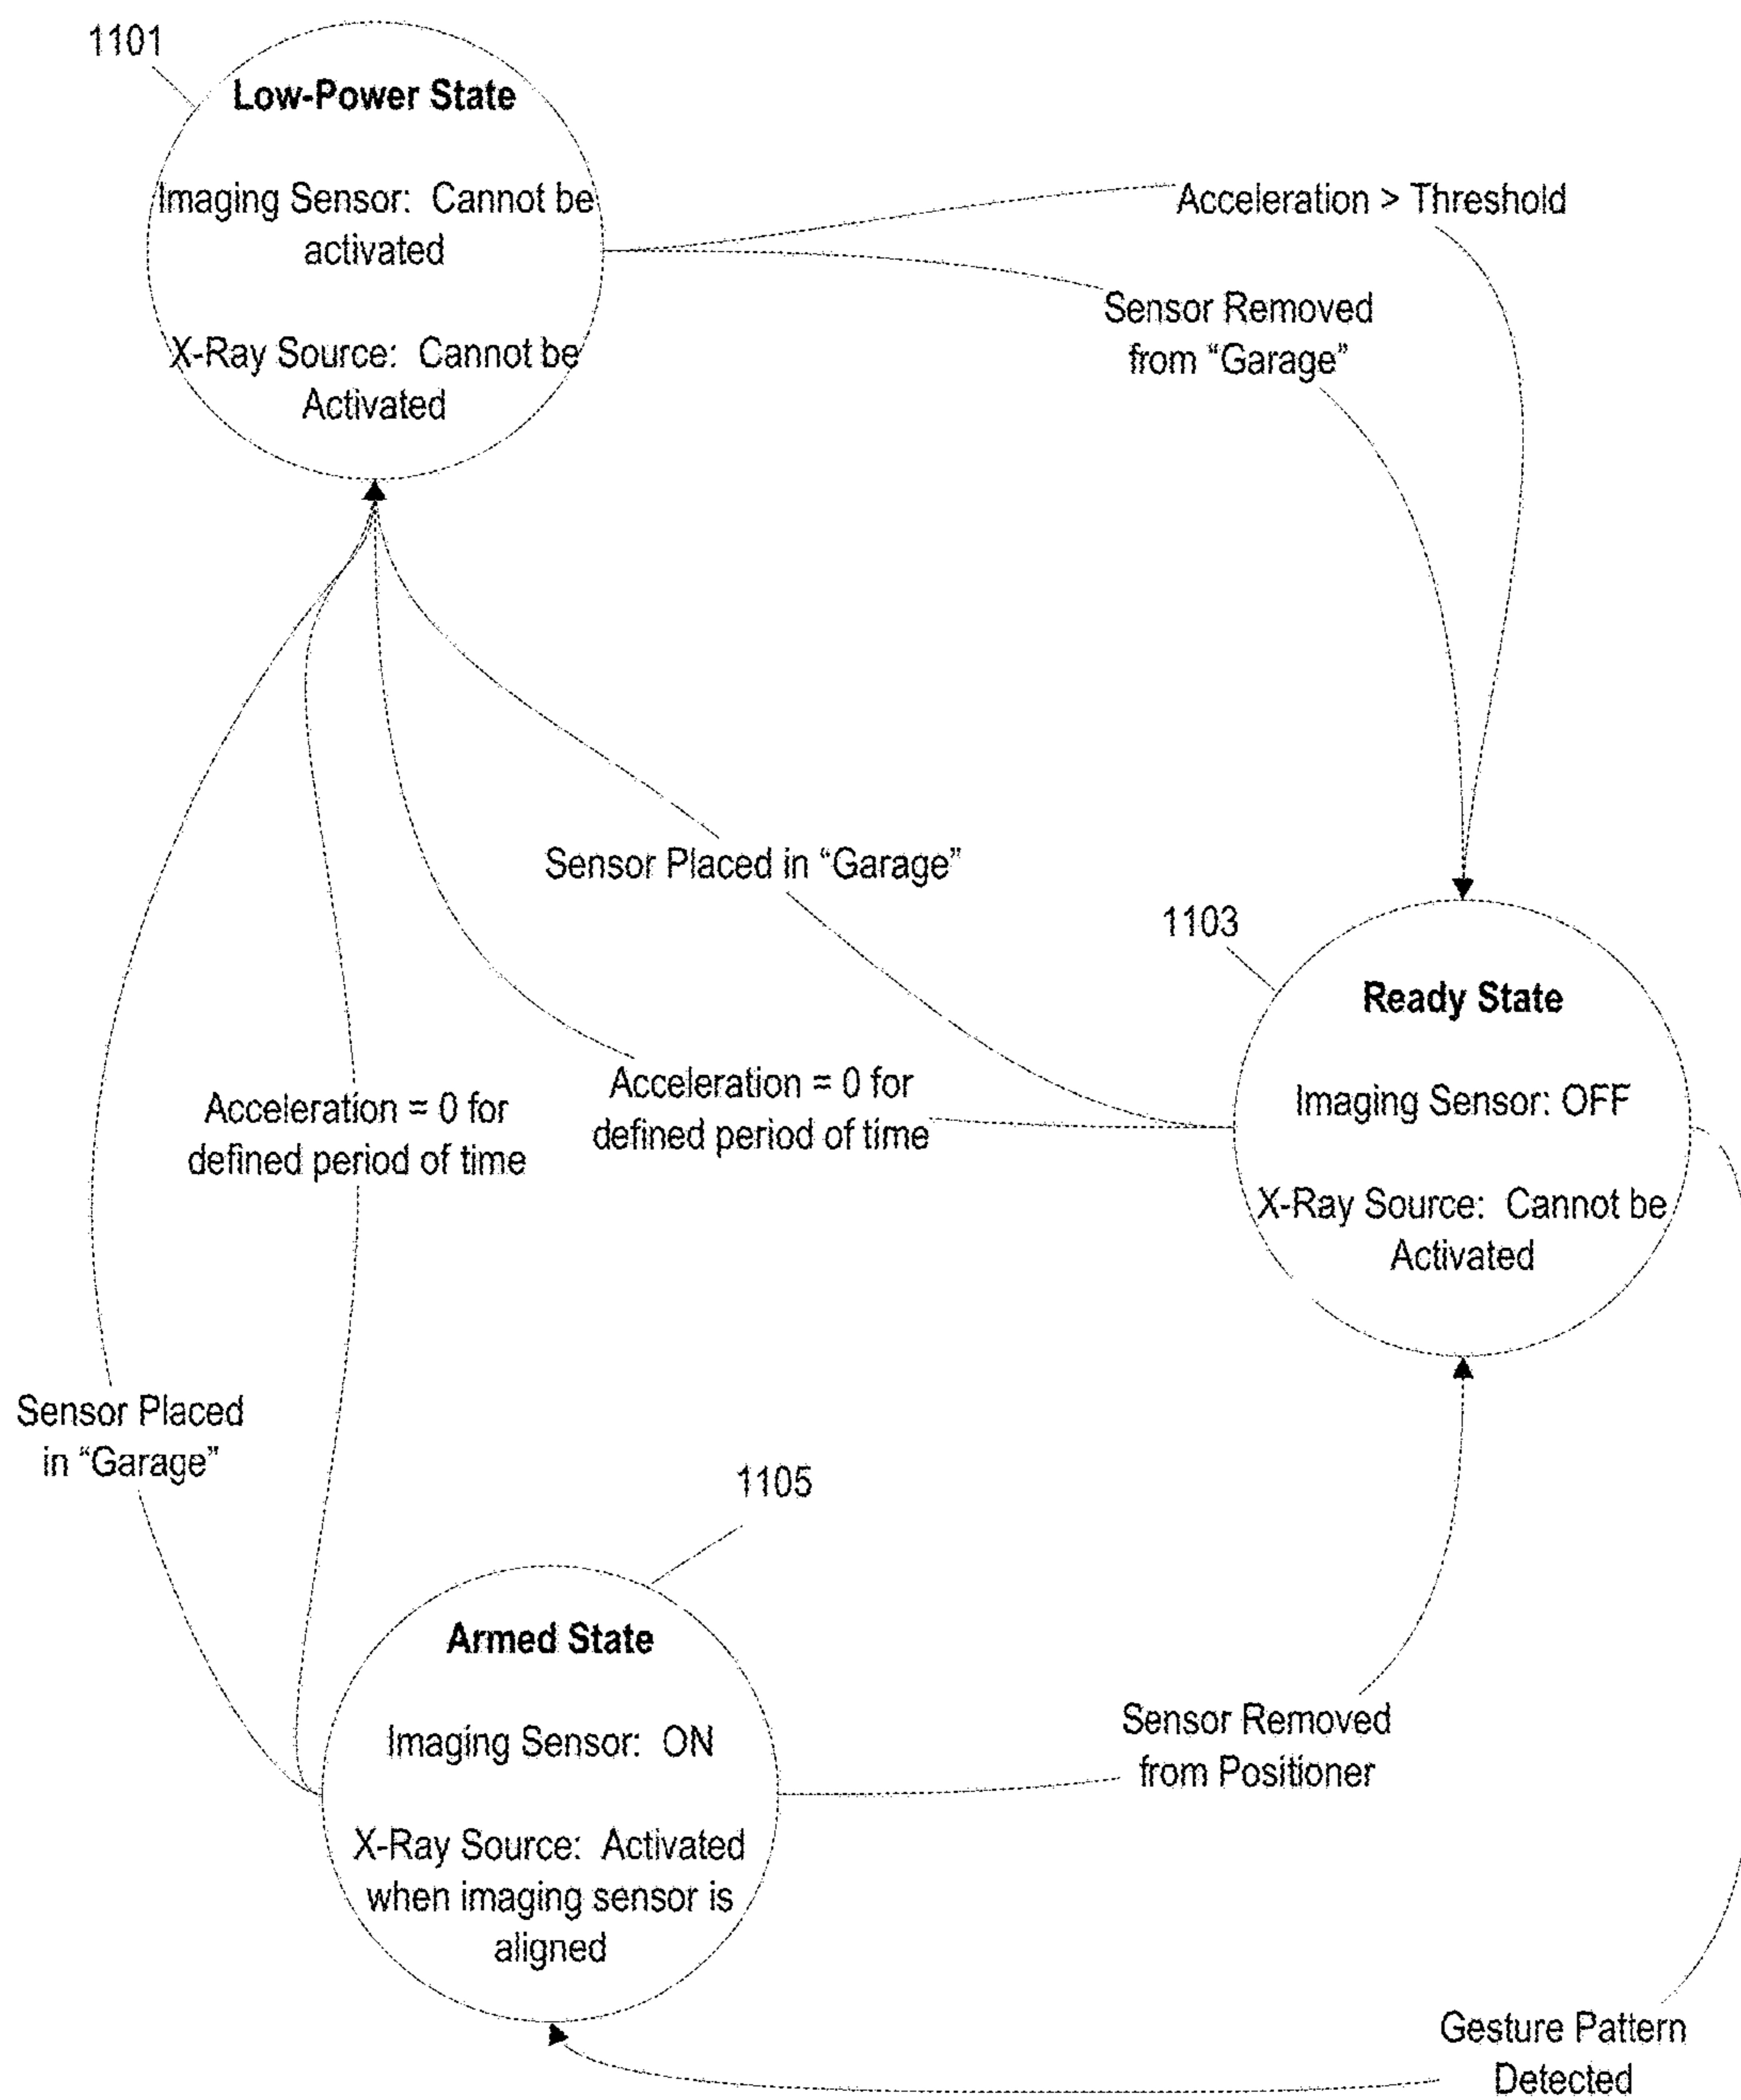 1101
Low-Power State
Imaging Sensor: Cannot be
activated
X-Ray Source: Cannot be
Activated
Acceleration > Threshold
Sensor Removed
from “Garage”
Sensor Placed in “Garage”
1103
Ready State
Imaging Sensor: OFF
X-Ray Source: Cannot be
Activated
Acceleration = 0 for
defined period of time
Acceleration = 0 for
defined period of time
Sensor Placed
in “Garage”
1105
Armed State
Imaging Sensor: ON
X-Ray Source: Activated
when imaging sensor is
aligned
Sensor Removed
from Positioner
Gesture Pattern
Detected